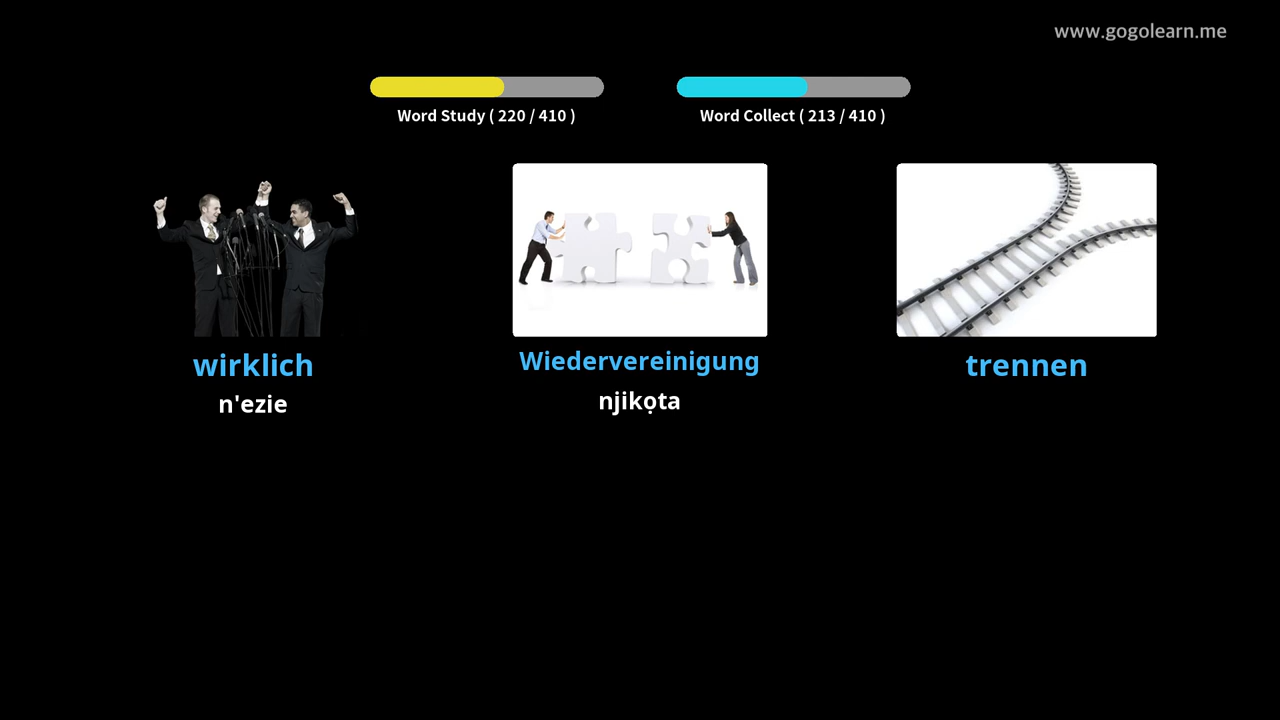 www.gogolearn.me
Word Study ( 220 / 410 )
Word Collect ( 213 / 410 )
wirklich
n'ezie
Wiedervereinigung
njikọta
trennen